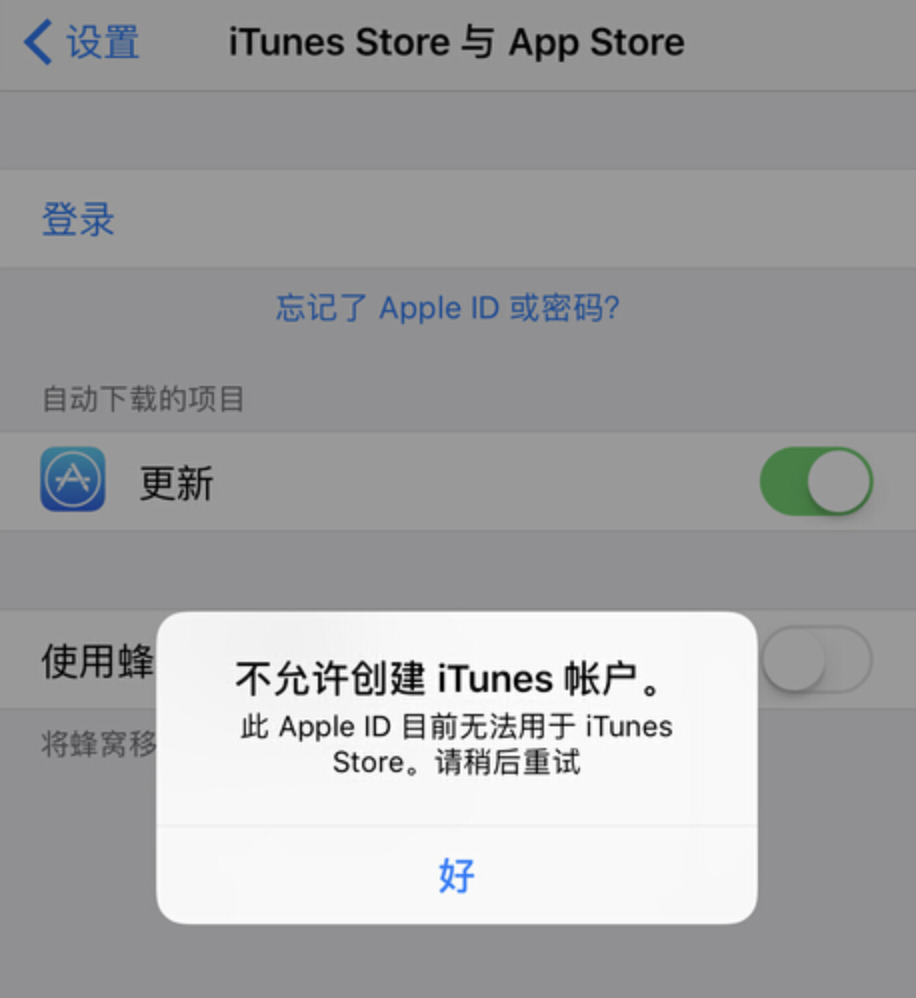 设置
iTunes Store 与 App Store
登录
忘记了 Apple ID 或密码?
自动下载的项目
更新
使用蜂
将蜂窝移
不允许创建 iTunes 帐户。
此 Apple ID 目前无法用于 iTunes
Store。请稍后重试
好